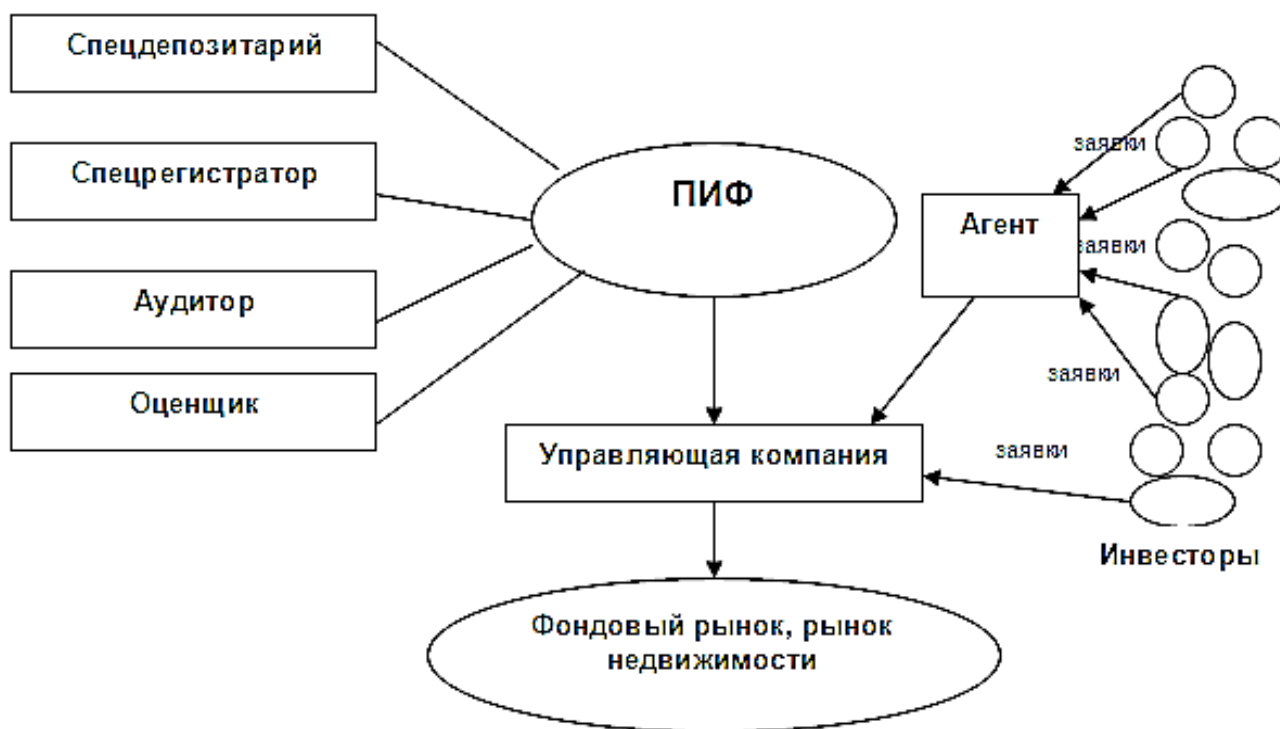 Спецдепозитарий
Спецрегистратор
Аудитор
Оценщик
ПИФ
Агент
заявки
заявки
заявки
заявки
Управляющая компания
Инвесторы
Фондовый рынок, рынок
недвижимости